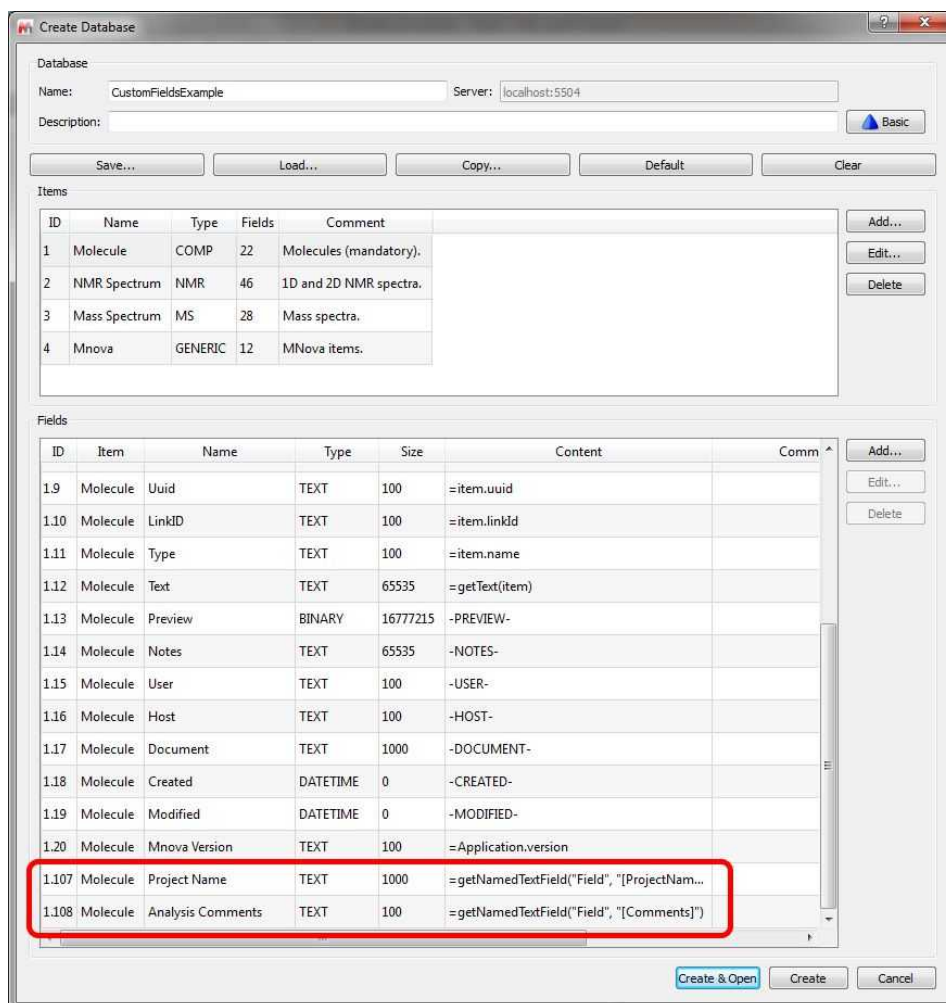 Create Database
Database
Name: CustomFieldsExample Server: localhost:5504
Description: Basic
Save... Load... Copy... Default Clear
Items
ID Name Type Fields Comment Add...
1 Molecule COMP 22 Molecules (mandatory). Edit...
2 NMR Spectrum NMR 46 1D and 2D NMR spectra. Delete
3 Mass Spectrum MS 28 Mass spectra.
4 Mnova GENERIC 12 MNova items.
Fields
ID Item Name Type Size Content Comm Add...
1.9 Molecule Uuid TEXT 100 =item.uuid Edit...
1.10 Molecule LinkID TEXT 100 =item.linkId Delete
1.11 Molecule Type TEXT 100 =item.name
1.12 Molecule Text TEXT 65535 =getText(item)
1.13 Molecule Preview BINARY 16777215 -PREVIEW-
1.14 Molecule Notes TEXT 65535 -NOTES-
1.15 Molecule User TEXT 100 -USER-
1.16 Molecule Host TEXT 100 -HOST-
1.17 Molecule Document TEXT 1000 -DOCUMENT-
1.18 Molecule Created DATETIME 0 -CREATED-
1.19 Molecule Modified DATETIME 0 -MODIFIED-
1.20 Molecule Mnova Version TEXT 100 =Application.version
1.107 Molecule Project Name TEXT 1000 =getNamedTextField("Field", "[ProjectNam...
1.108 Molecule Analysis Comments TEXT 100 =getNamedTextField("Field", "[Comments]")
Create & Open Create Cancel